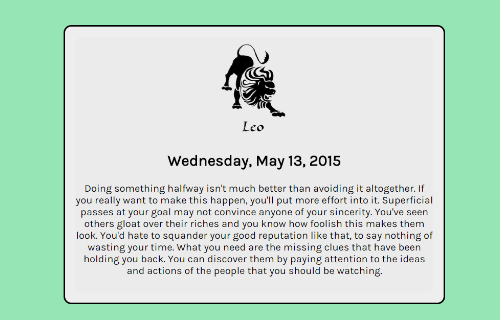 Leo
Wednesday, May 13, 2015
Doing something halfway isn't much better than avoiding it altogether. If
you really want to make this happen, you'll put more effort into it. Superficial
passes at your goal may not convince anyone of your sincerity. You've seen
others gloat over their riches and you know how foolish this makes them
look. You'd hate to squander your good reputation like that, to say nothing of
wasting your time. What you need are the missing clues that have been
holding you back. You can discover them by paying attention to the ideas
and actions of the people that you should be watching.